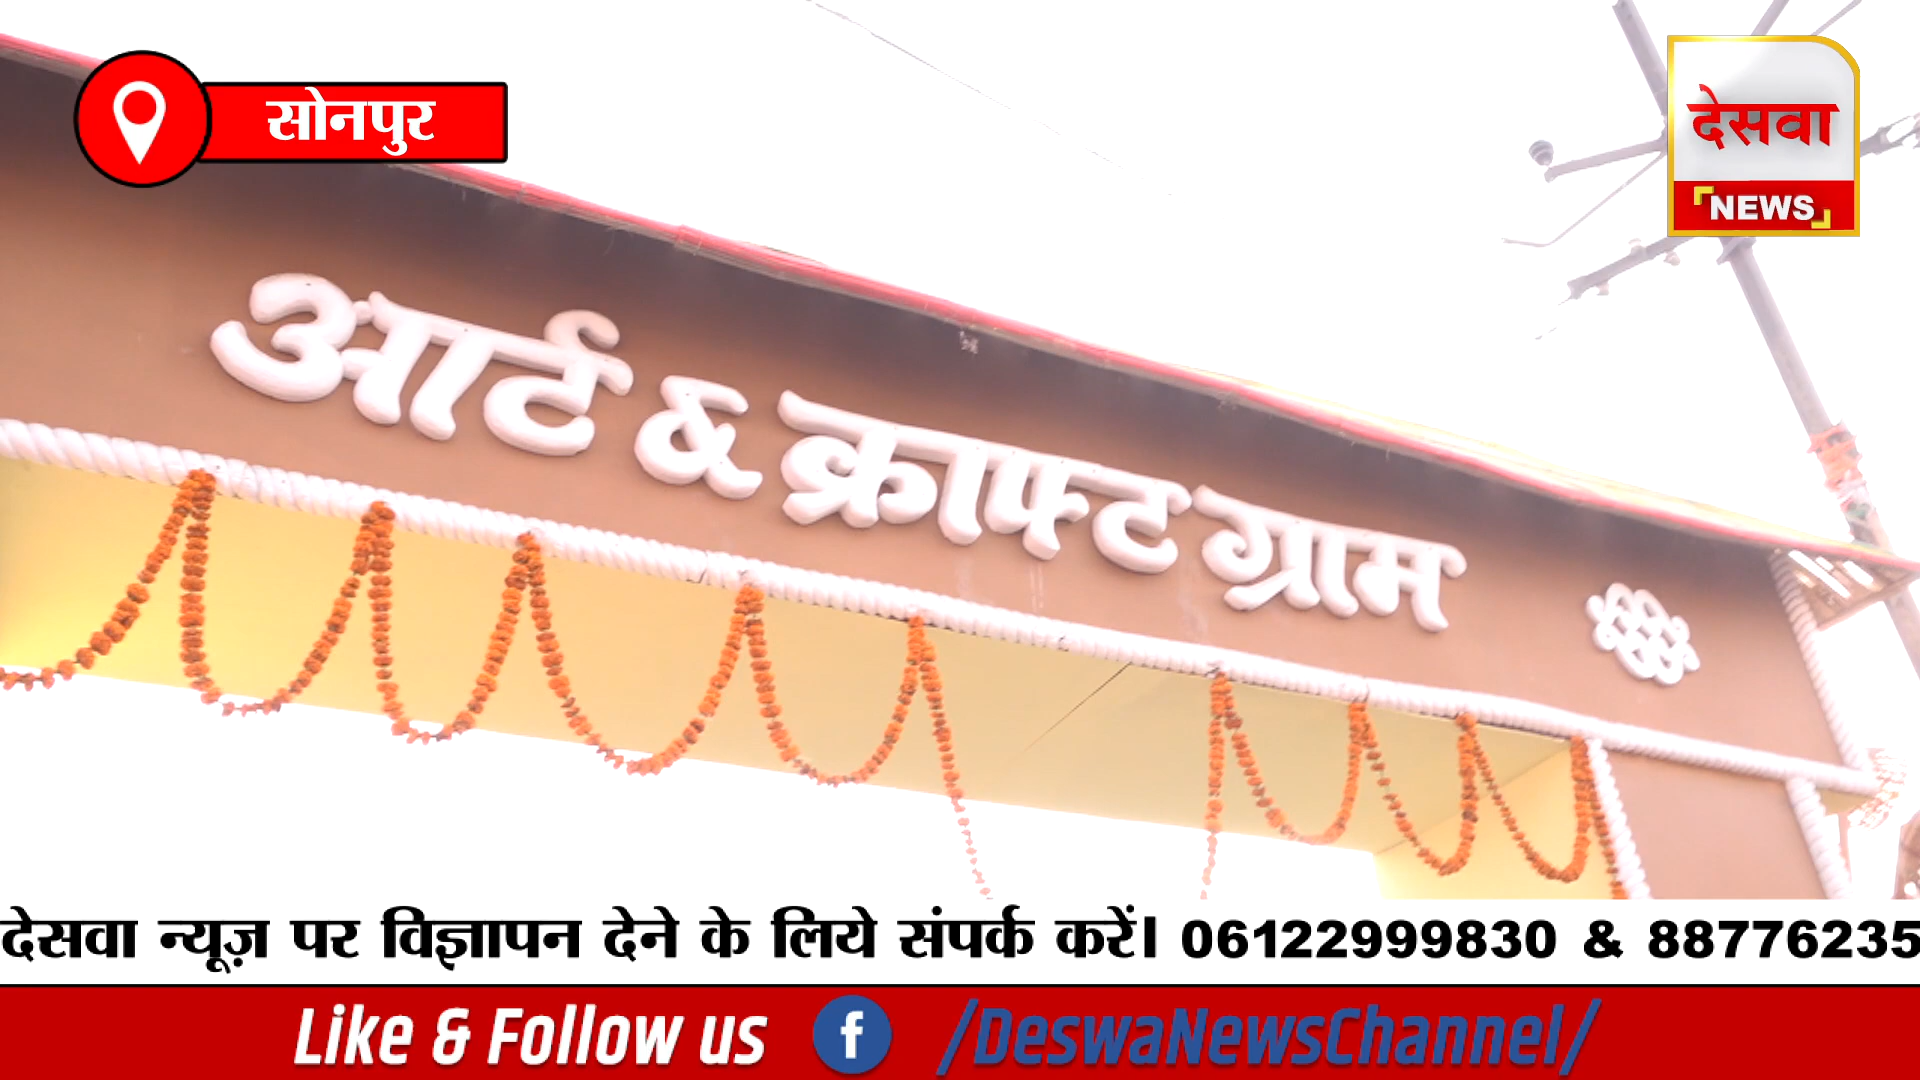 सोनपुर
देसवा
NEWS
आर्ट & क्राफ्ट ग्राम
देसवा न्यूज़ पर विज्ञापन देने के लिये संपर्क करें। 06122999830 & 88776235
Like & Follow us f /DeswaNewsChannel/